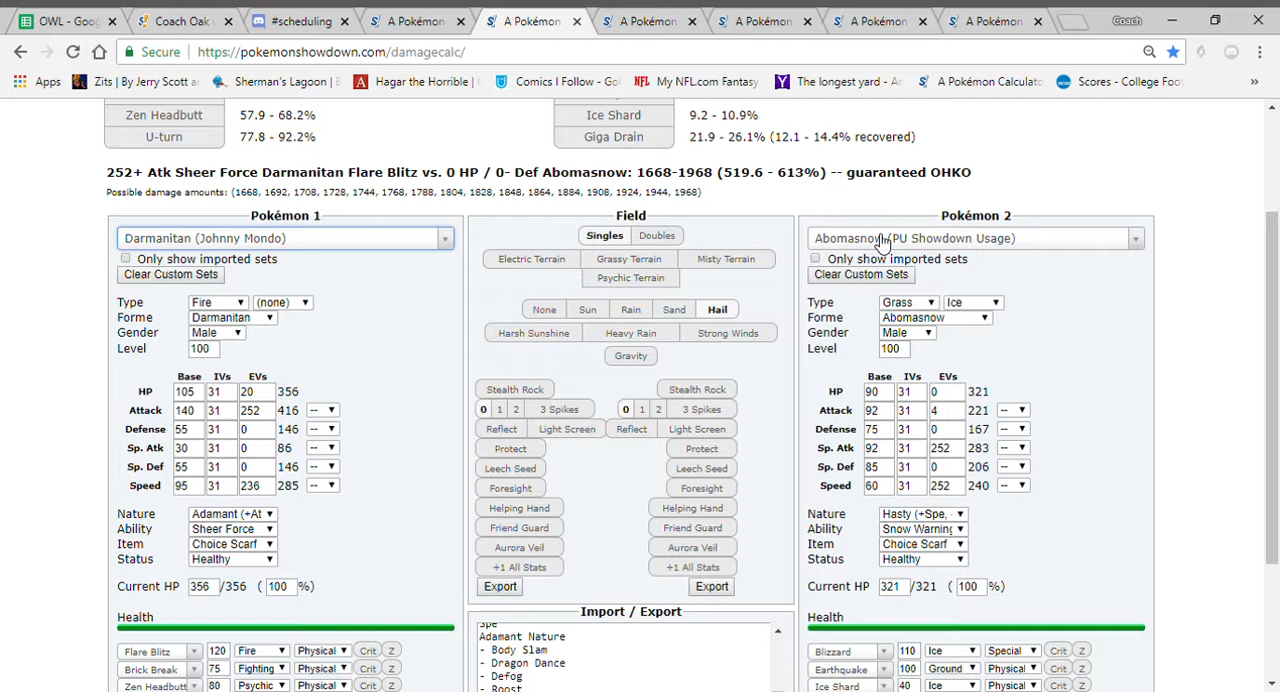 OWL - Goog
Coach Oak
#scheduling
A Pokémon
A Pokémon
A Pokémon
A Pokémon
A Pokémon
A Pokémon
Coach
Secure
https://pokemonshowdown.com/damagecalc/
Apps
Zits | By Jerry Scott ar
Sherman's Lagoon |
Hagar the Horrible |
Comics I Follow - Go
NFL My NFL.com Fantasy
The longest yard - A
A Pokémon Calculato
Scores - College Foot
Zen Headbutt 57.9 - 68.2%
Ice Shard 9.2 - 10.9%
U-turn 77.8 - 92.2%
Giga Drain 21.9 - 26.1% (12.1 - 14.4% recovered)
252+ Atk Sheer Force Darmanitan Flare Blitz vs. 0 HP / 0- Def Abomasnow: 1668-1968 (519.6 - 613%) -- guaranteed OHKO
Possible damage amounts: (1668, 1692, 1708, 1728, 1744, 1768, 1788, 1804, 1828, 1848, 1864, 1884, 1908, 1924, 1944, 1968)
Pokémon 1
Darmanitan (Johnny Mondo)
Only show imported sets
Clear Custom Sets
Type Fire (none)
Forme Darmanitan
Gender Male
Level 100
Base IVs EVs
HP 105 31 20 356
Attack 140 31 252 416 --
Defense 55 31 0 146 --
Sp. Atk 30 31 0 86 --
Sp. Def 55 31 0 146 --
Speed 95 31 236 285 --
Nature Adamant (+At
Ability Sheer Force
Item Choice Scarf
Status Healthy
Current HP 356 /356 ( 100 %)
Health
Flare Blitz 120 Fire Physical Crit Z
Brick Break 75 Fighting Physical Crit Z
Zen Headbutt 80 Psychic Physical Crit Z
Field
Singles Doubles
Electric Terrain Grassy Terrain Misty Terrain
Psychic Terrain
None Sun Rain Sand Hail
Harsh Sunshine Heavy Rain Strong Winds
Gravity
Stealth Rock Stealth Rock
0 1 2 3 Spikes 0 1 2 3 Spikes
Reflect Light Screen Reflect Light Screen
Protect Protect
Leech Seed Leech Seed
Foresight Foresight
Helping Hand Helping Hand
Friend Guard Friend Guard
Aurora Veil Aurora Veil
+1 All Stats +1 All Stats
Export Export
Import / Export
Spe
Adamant Nature
- Body Slam
- Dragon Dance
- Defog
- Roost
Pokémon 2
Abomasnow (PU Showdown Usage)
Only show imported sets
Clear Custom Sets
Type Grass Ice
Forme Abomasnow
Gender Male
Level 100
Base IVs EVs
HP 90 31 0 321
Attack 92 31 4 221 --
Defense 75 31 0 167 --
Sp. Atk 92 31 252 283 --
Sp. Def 85 31 0 206 --
Speed 60 31 252 240 --
Nature Hasty (+Spe, -
Ability Snow Warning
Item Choice Scarf
Status Healthy
Current HP 321 /321 ( 100 %)
Health
Blizzard 110 Ice Special Crit Z
Earthquake 100 Ground Physical Crit Z
Ice Shard 40 Ice Physical Crit Z